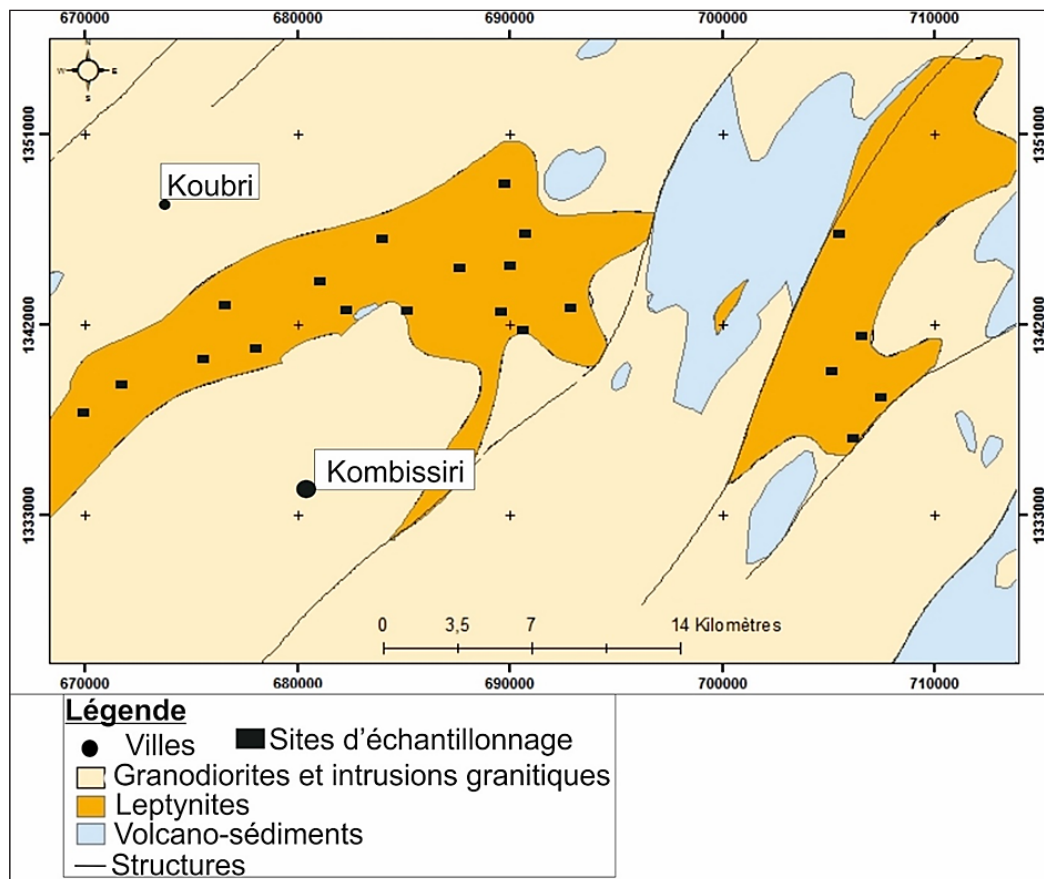 670000 680000 690000 700000 710000
N
W E
S
1351000 1351000
Koubri
1342000 1342000
Kombissiri
1333000 1333000
0 3,5 7 14 Kilomètres
670000 680000 690000 700000 710000
Légende
Villes Sites d'échantillonnage
Granodiorites et intrusions granitiques
Leptynites
Volcano-sédiments
Structures